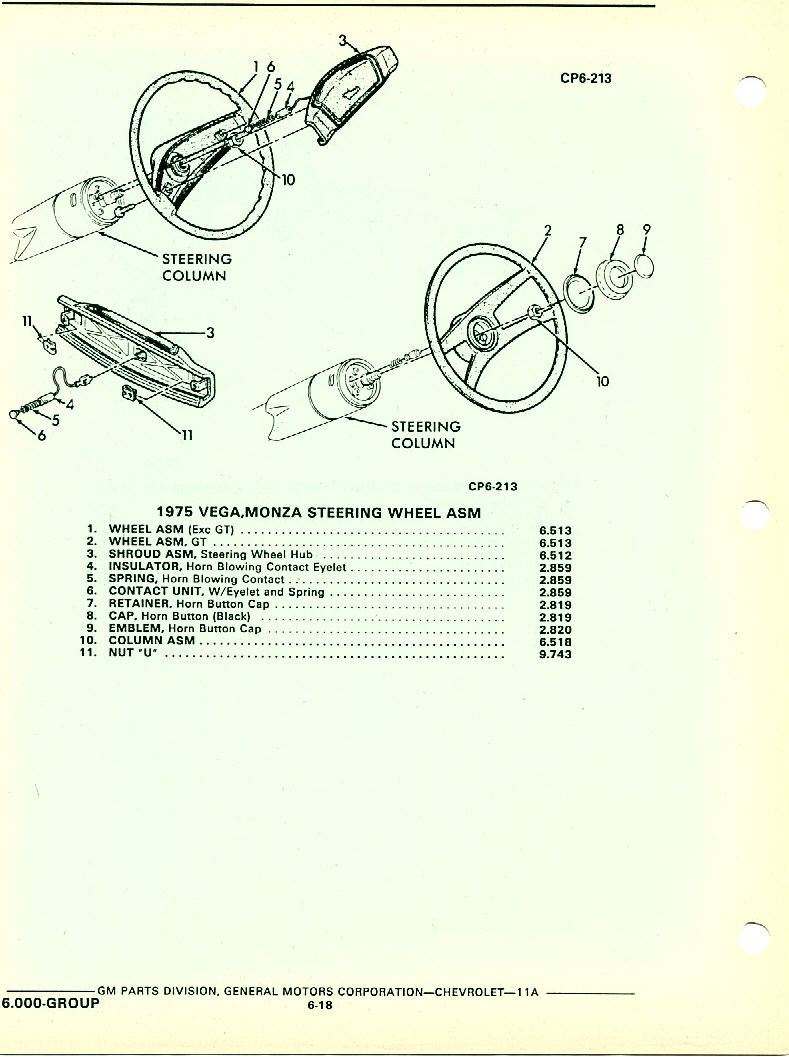 CP6-213
1 6
5 4
3
10
STEERING
COLUMN
2
7
8
9
10
STEERING
COLUMN
11
3
4
5
6
11
CP6-213
1975 VEGA,MONZA STEERING WHEEL ASM
1. WHEEL ASM (Exc GT) 6.513
2. WHEEL ASM, GT 6.513
3. SHROUD ASM, Steering Wheel Hub 6.512
4. INSULATOR, Horn Blowing Contact Eyelet 2.859
5. SPRING, Horn Blowing Contact 2.859
6. CONTACT UNIT, W/Eyelet and Spring 2.859
7. RETAINER, Horn Button Cap 2.819
8. CAP, Horn Button (Black) 2.819
9. EMBLEM, Horn Button Cap 2.820
10. COLUMN ASM 6.518
11. NUT "U" 9.743
GM PARTS DIVISION, GENERAL MOTORS CORPORATION—CHEVROLET—11A
6.000-GROUP 6-18